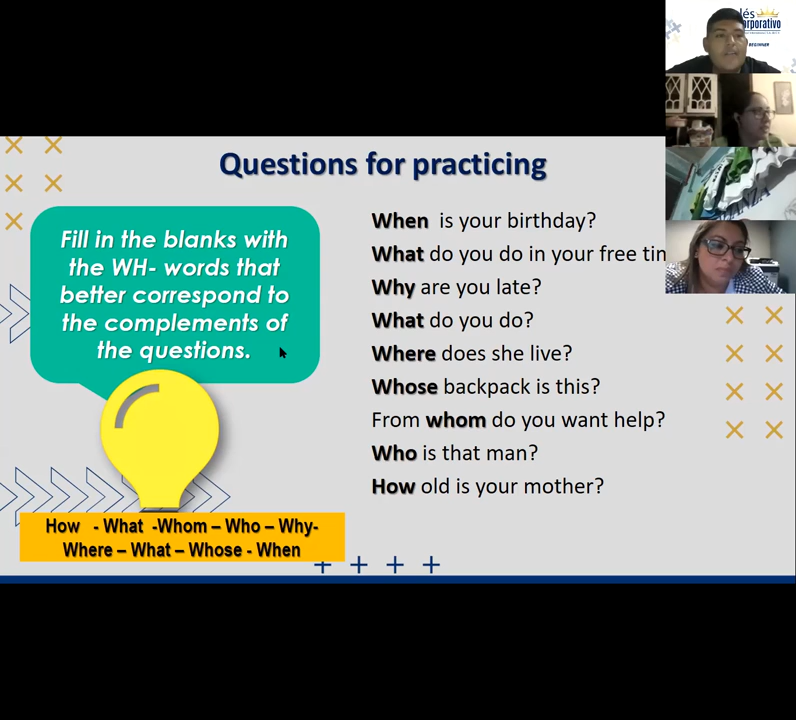 Questions for practicing
Fill in the blanks with
the WH- words that
better correspond to
the complements of
the questions.
How - What -Whom – Who – Why-
Where – What – Whose - When
When is your birthday?
What do you do in your free
Why are you late?
What do you do?
Where does she live?
Whose backpack is this?
From whom do you want help?
Who is that man?
How old is your mother?
BEGINNER